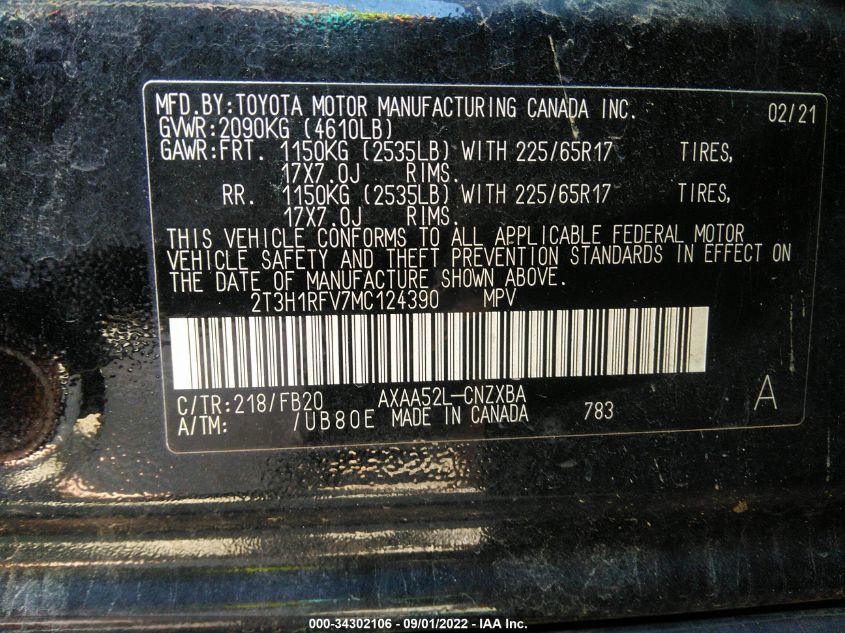 MFD.BY:TOYOTA MOTOR MANUFACTURING CANADA INC. 02/21
GVWR:2090KG (4610LB)
GAWR:FRT. 1150KG (2535LB) WITH 225/65R17 TIRES,
17X7.0J RIMS.
RR. 1150KG (2535LB) WITH 225/65R17 TIRES,
17X7.0J RIMS.
THIS VEHICLE CONFORMS TO ALL APPLICABLE FEDERAL MOTOR
VEHICLE SAFETY AND THEFT PREVENTION STANDARDS IN EFFECT ON
THE DATE OF MANUFACTURE SHOWN ABOVE.
2T3H1RFV7MC124390 MPV
C/TR:218/FB20 AXAA52L-CNZXBA A
A/TM: /UB80E MADE IN CANADA 783
000-34302106 - 09/01/2022 - IAA Inc.